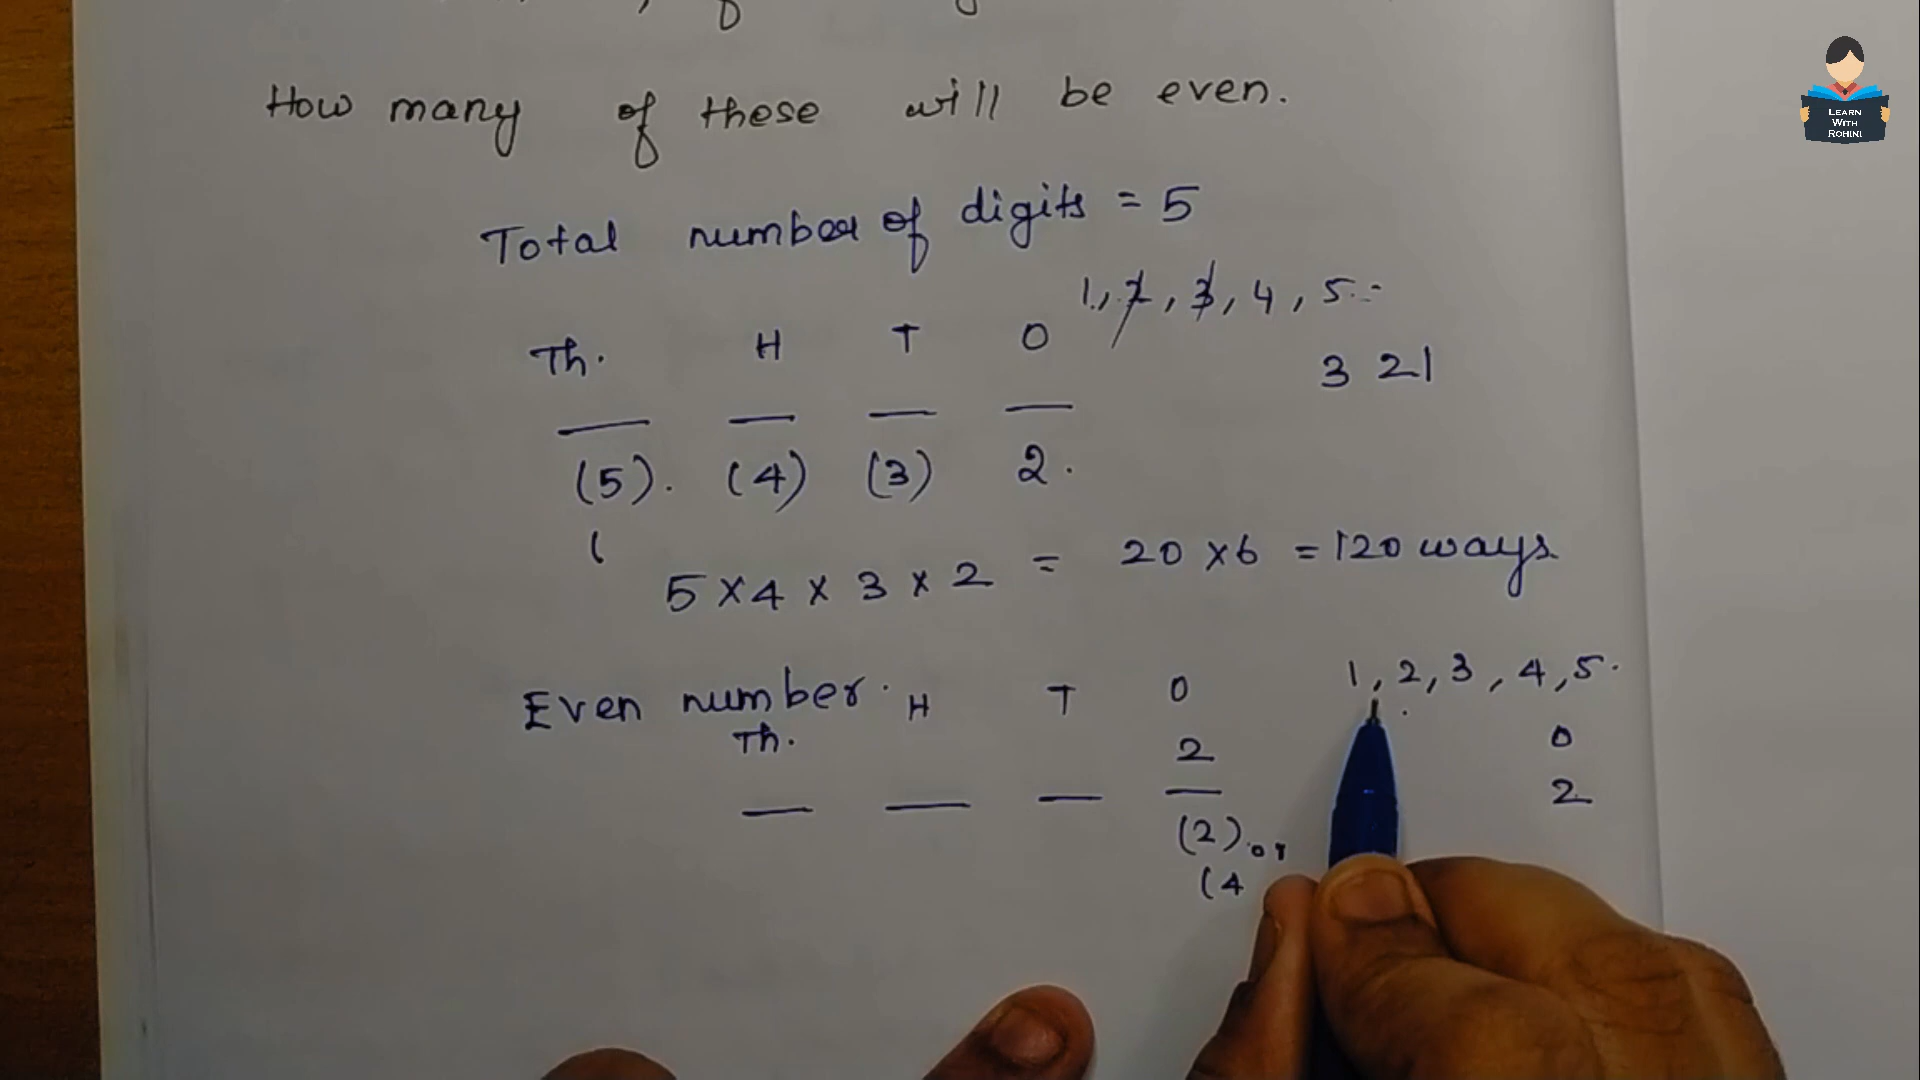 How many of these will be even.
Total number of digits = 5
1, 2, 3, 4, 5
Th. H T O
3 21
(5). (4) (3) 2.
(
5 x 4 x 3 x 2 = 20 x 6 = 120 ways
Even number. H T O
1, 2, 3, 4, 5.
Th.
2
0
2
(2). or
(4
LEARN
WITH
ROHINI